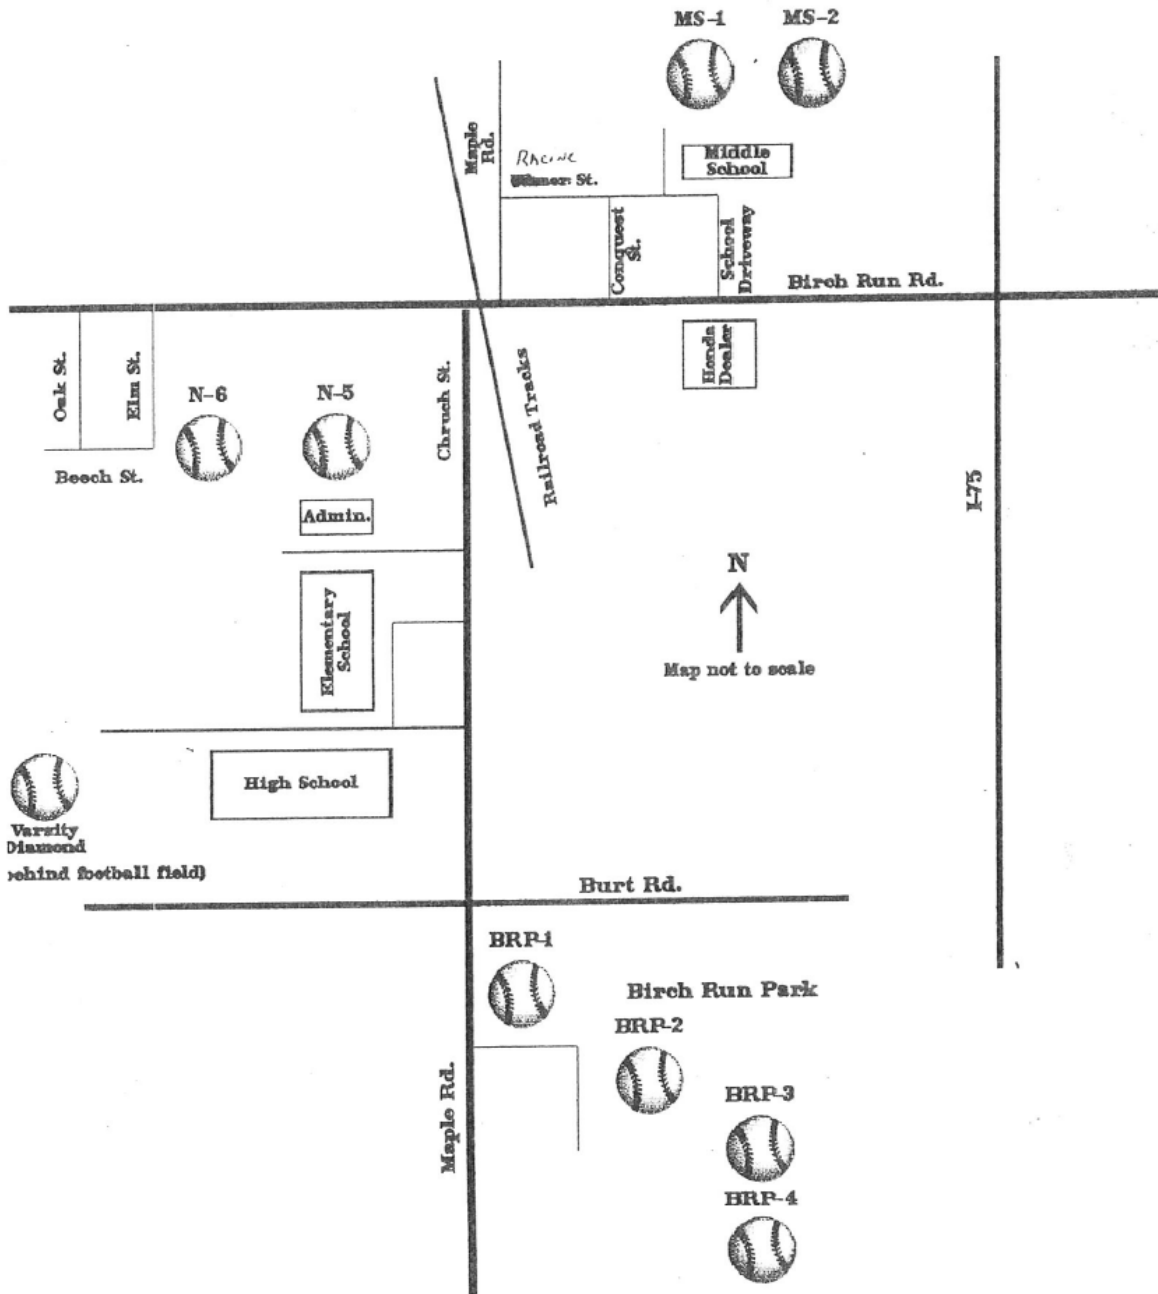 MS-1
MS-2
Maple
Rd.
RACINE
St.
Middle
School
Conquest
St.
School
Driveway
Birch Run Rd.
Oak St.
Elm St.
N-6
N-5
Chruch St.
Railroad Tracks
Honda
Dealer
Beech St.
Admin.
I-75
N
Map not to scale
Elementary
School
High School
Varsity
Diamond
behind football field)
Burt Rd.
BRP-1
Birch Run Park
BRP-2
Maple Rd.
BRP-3
BRP-4